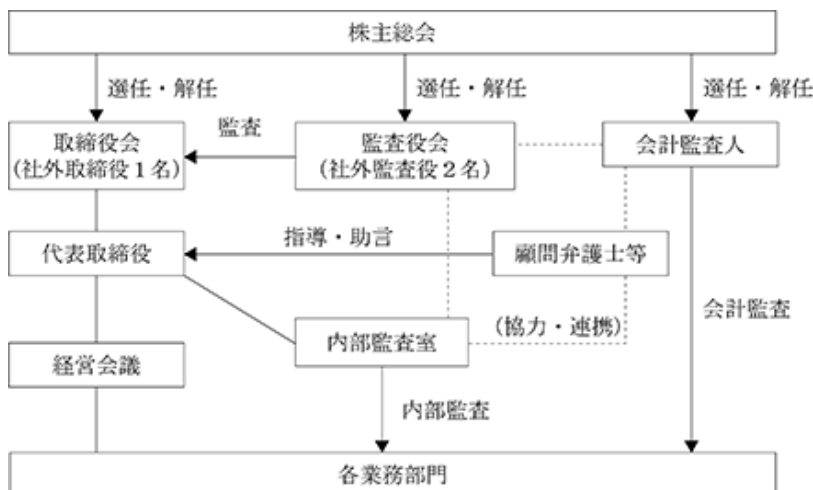 株主総会
選任・解任
選任・解任
選任・解任
取締役会
(社外取締役1名)
監査
監査役会
(社外監査役2名)
会計監査人
代表取締役
指導・助言
顧問弁護士等
会計監査
(協力・連携)
内部監査室
経営会議
内部監査
各業務部門